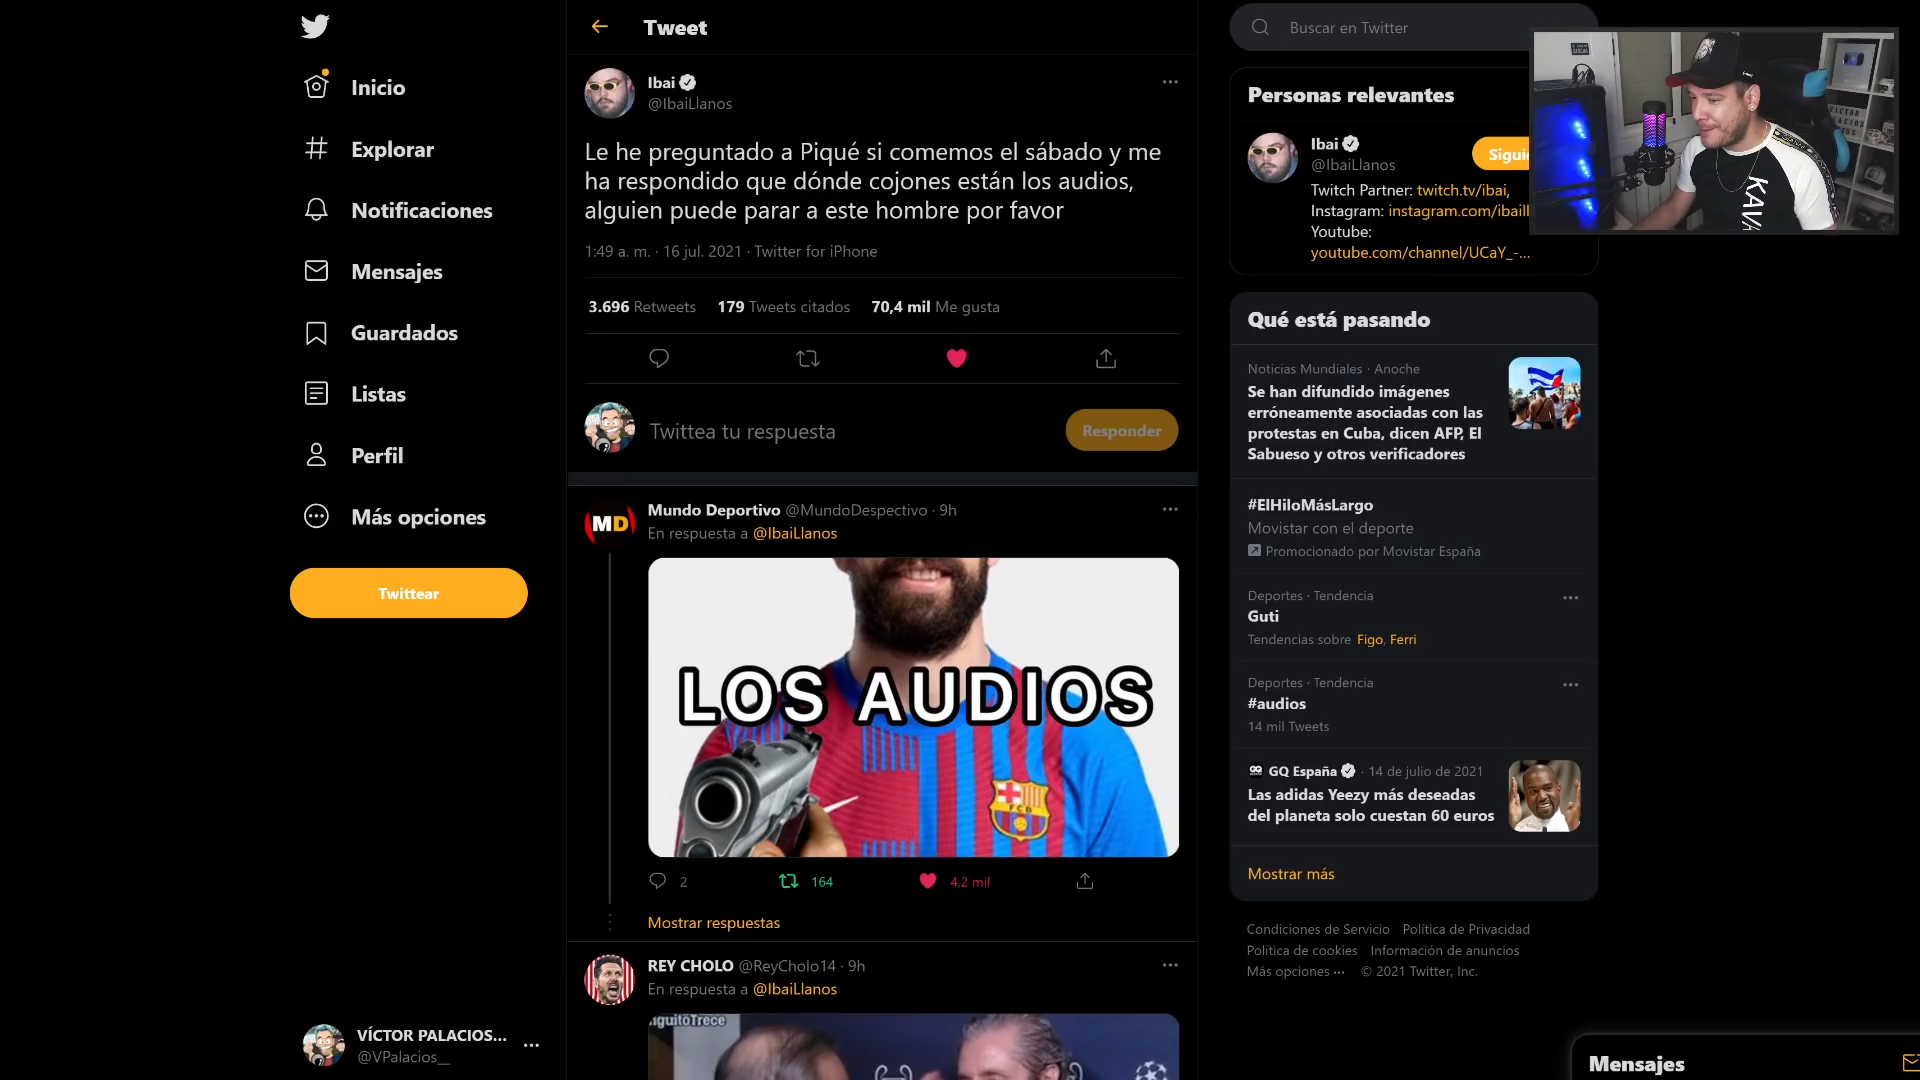 Inicio
Explorar
Notificaciones
Mensajes
Guardados
Listas
Perfil
Más opciones
Twittear
VÍCTOR PALACIOS...
@VPalacios__
Tweet
Ibai
@IbaiLlanos
Le he preguntado a Piqué si comemos el sábado y me
ha respondido que dónde cojones están los audios,
alguien puede parar a este hombre por favor
1:49 a. m. · 16 jul. 2021 · Twitter for iPhone
3.696 Retweets 179 Tweets citados 70,4 mil Me gusta
Twittea tu respuesta
Responder
Mundo Deportivo @MundoDespectivo · 9h
En respuesta a @IbaiLlanos
MD
LOS AUDIOS
FCB
2 164 4,2 mil
Mostrar respuestas
REY CHOLO @ReyCholo14 · 9h
En respuesta a @IbaiLlanos
Buscar en Twitter
Personas relevantes
Ibai
@IbaiLlanos
Twitch Partner: twitch.tv/ibai,
Instagram: instagram.com/ibaill
Youtube:
youtube.com/channel/UCaY_-...
KAVA
Qué está pasando
Noticias Mundiales · Anoche
Se han difundido imágenes
erróneamente asociadas con las
protestas en Cuba, dicen AFP, El
Sabueso y otros verificadores
#ElHiloMásLargo
Movistar con el deporte
Promocionado por Movistar España
Deportes · Tendencia
Guti
Tendencias sobre Figo, Ferri
Deportes · Tendencia
#audios
14 mil Tweets
GQ España · 14 de julio de 2021
Las adidas Yeezy más deseadas
del planeta solo cuestan 60 euros
Mostrar más
Condiciones de Servicio Política de Privacidad
Política de cookies Información de anuncios
Más opciones ··· © 2021 Twitter, Inc.
Mensajes